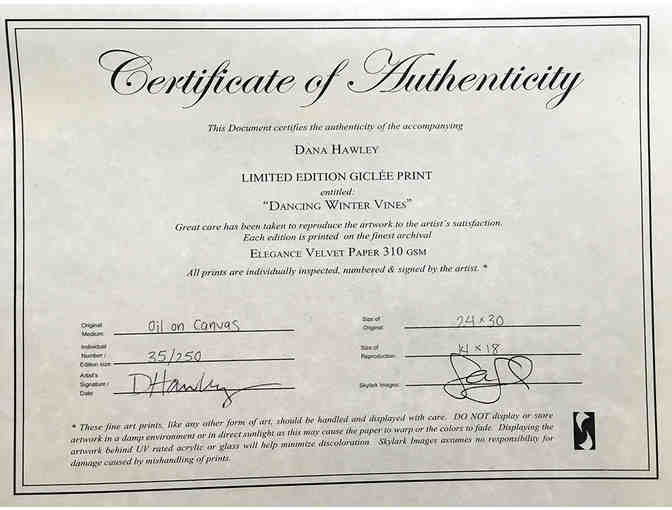 Certificate of Authenticity
This Document certifies the authenticity of the accompanying
DANA HAWLEY
LIMITED EDITION GICLÉE PRINT
entitled:
"DANCING WINTER VINES"
Great care has been taken to reproduce the artwork to the artist's satisfaction.
Each edition is printed on the finest archival
ELEGANCE VELVET PAPER 310 GSM
All prints are individually inspected, numbered & signed by the artist. *
Original
Medium: Oil on Canvas
Individual
Number /
Edition size: 35/250
Artist's
Signature /
Date: DHawley
Size of
Original: 24 x 30
Size of
Reproduction: 14 x 18
Skylark Images:
* These fine art prints, like any other form of art, should be handled and displayed with care. DO NOT display or store
artwork in a damp environment or in direct sunlight as this may cause the paper to warp or the colors to fade. Displaying the
artwork behind UV rated acrylic or glass will help minimize discoloration. Skylark Images assumes no responsibility for
damage caused by mishandling of prints.